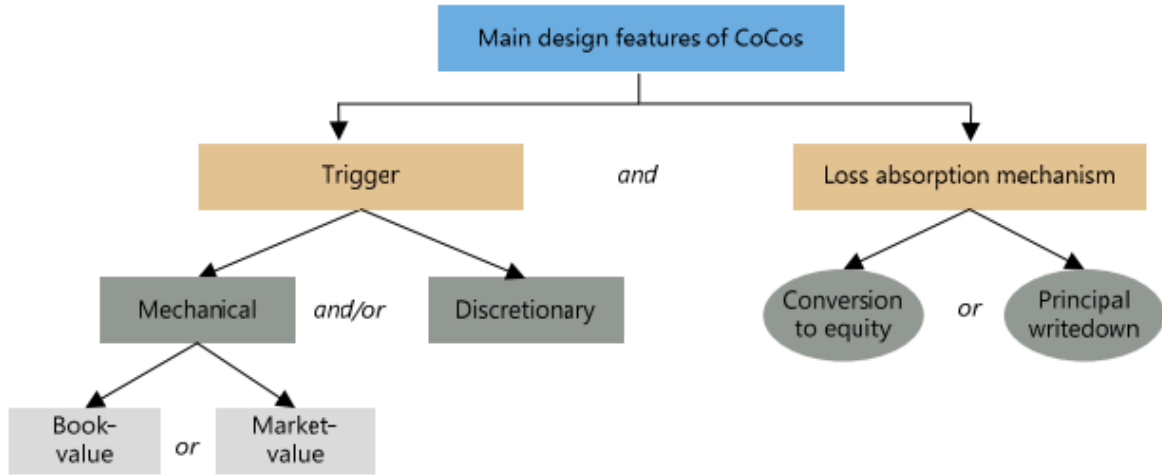 Main design features of CoCos
Trigger
and
Loss absorption mechanism
Mechanical
and/or
Discretionary
Conversion
to equity
or
Principal
writedown
Book-
value
or
Market-
value